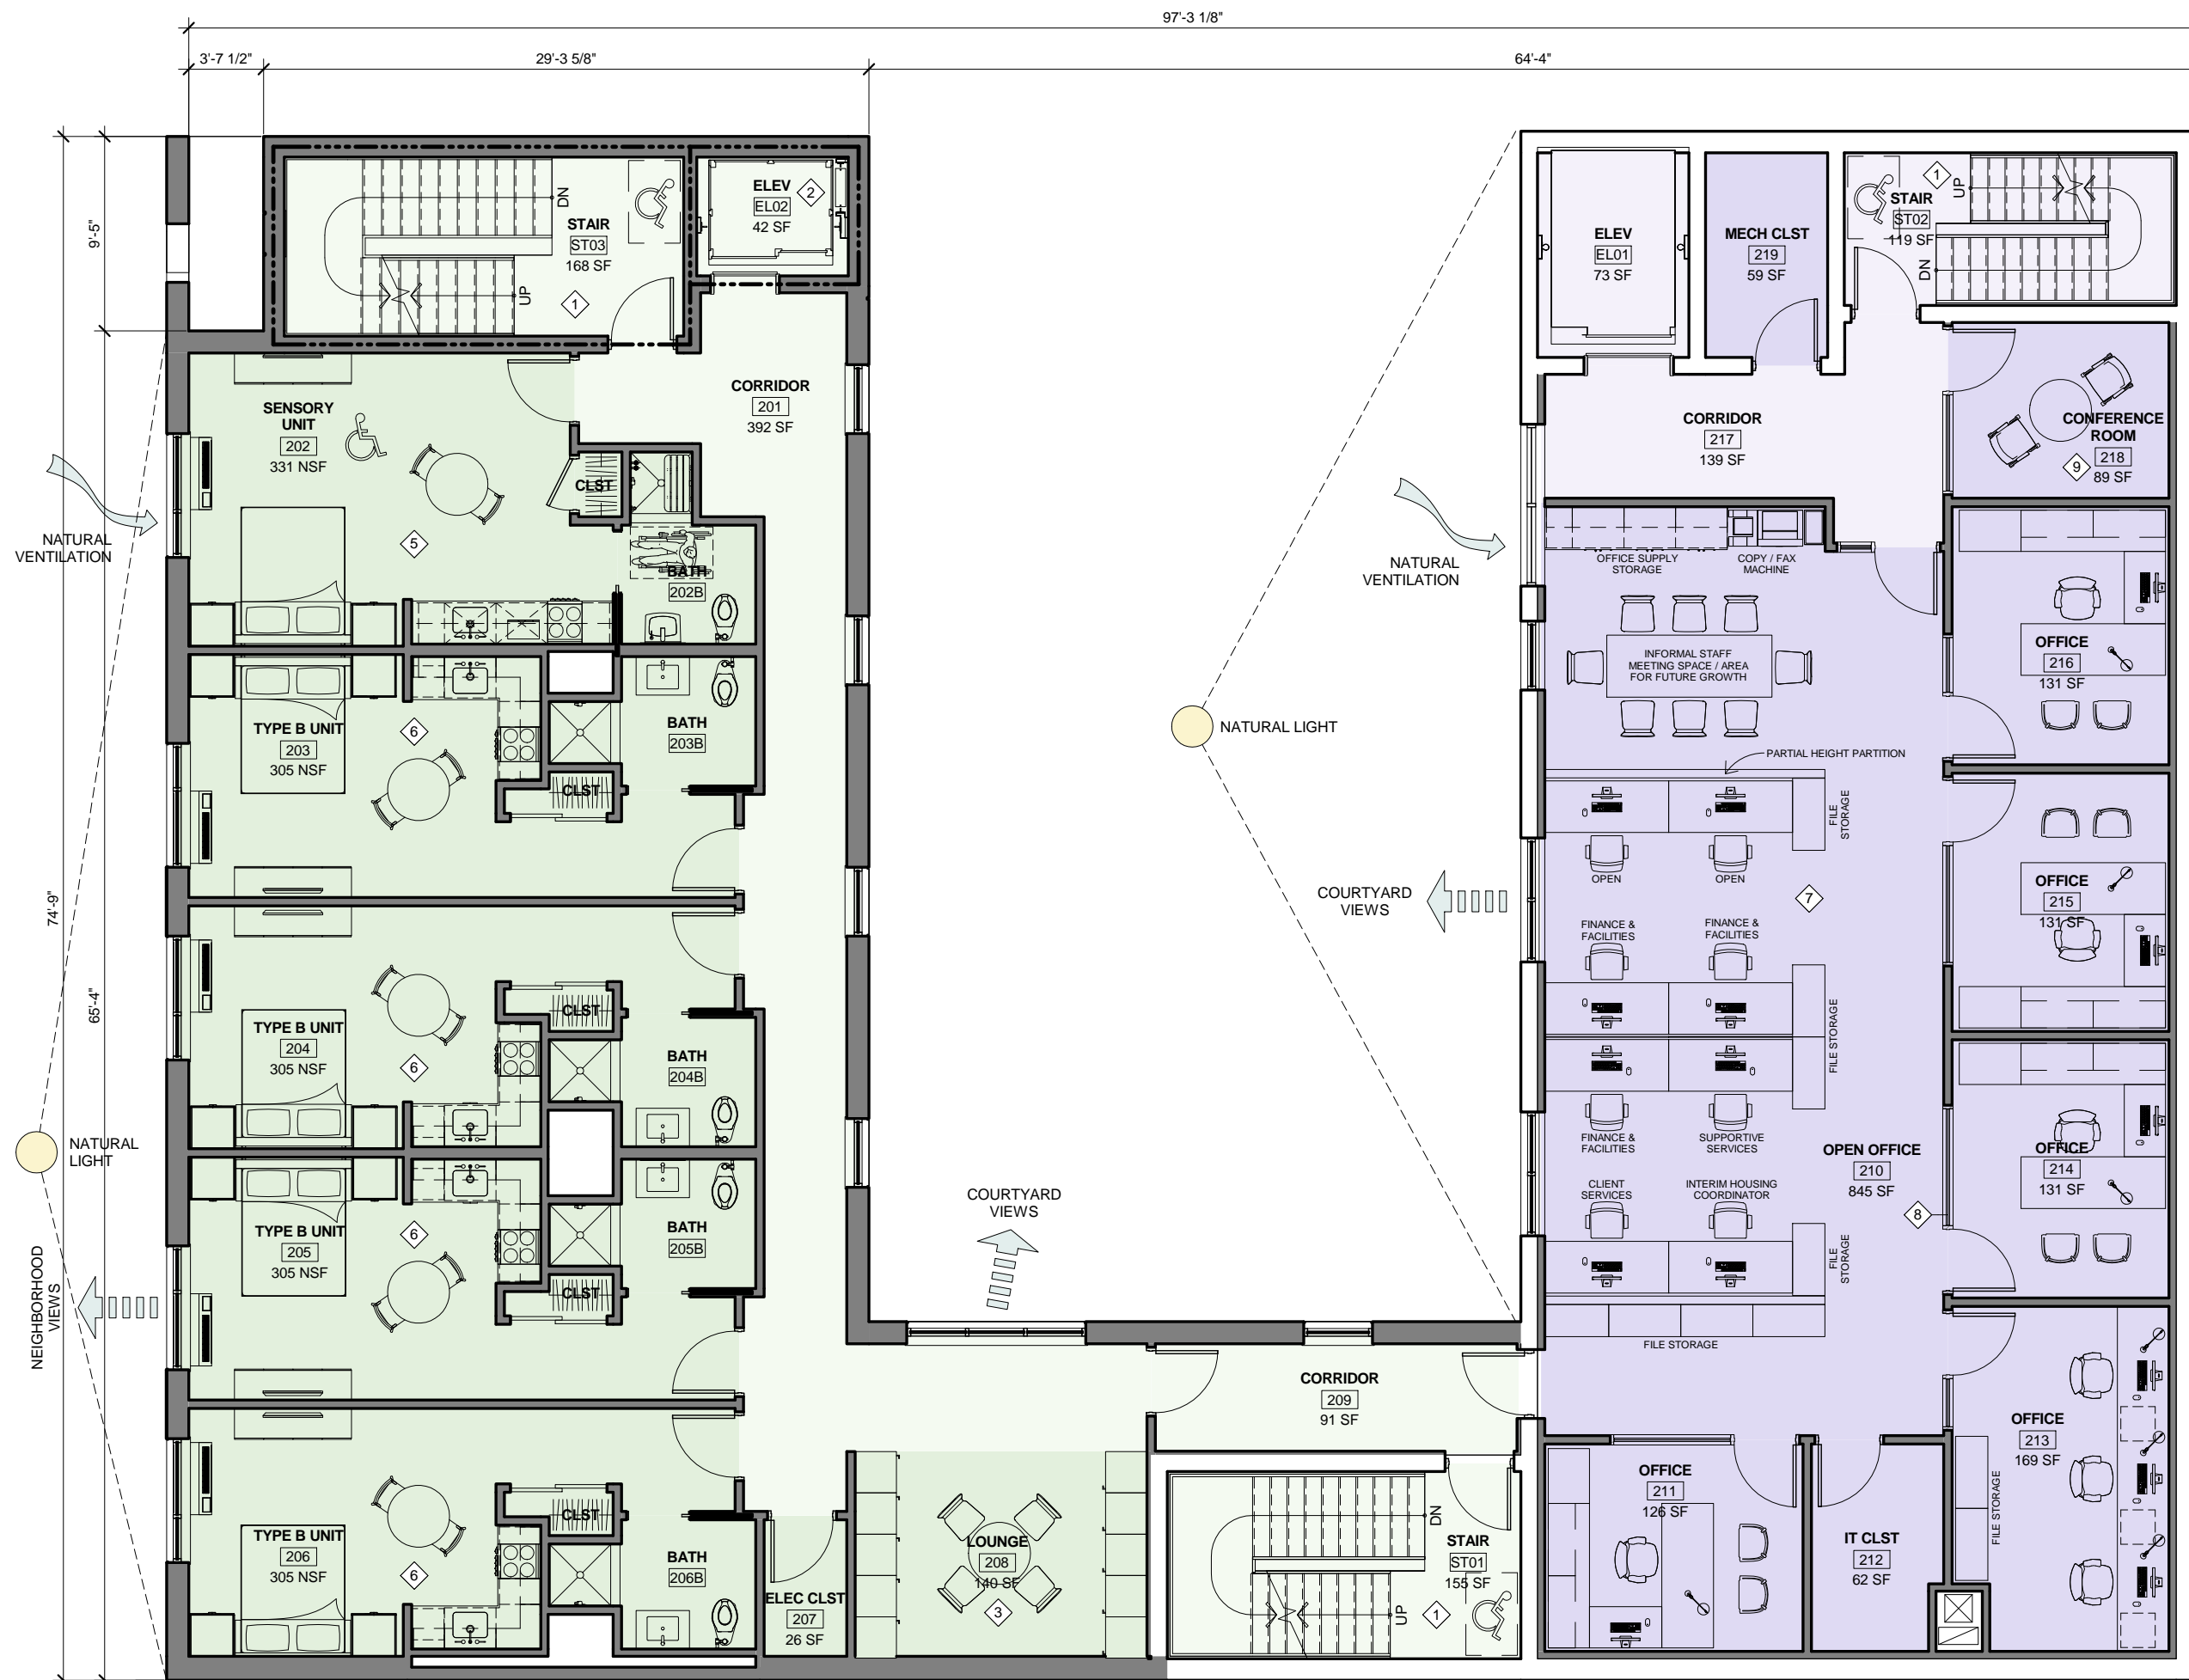 97'-3 1/8"
3'-7 1/2"
29'-3 5/8"
64'-4"
9'-5"
74'-9"
65'-4"
DN
UP
STAIR
ST03
168 SF
1
ELEV
EL02
42 SF
2
CORRIDOR
201
392 SF
SENSORY
UNIT
202
331 NSF
5
CLST
BATH
202B
NATURAL
VENTILATION
TYPE B UNIT
203
305 NSF
6
CLST
BATH
203B
TYPE B UNIT
204
305 NSF
6
CLST
BATH
204B
NATURAL
LIGHT
NEIGHBORHOOD
VIEWS
TYPE B UNIT
205
305 NSF
6
CLST
BATH
205B
TYPE B UNIT
206
305 NSF
6
CLST
BATH
206B
ELEC CLST
207
26 SF
LOUNGE
208
140 SF
3
COURTYARD
VIEWS
CORRIDOR
209
91 SF
DN
UP
STAIR
ST01
155 SF
1
NATURAL LIGHT
COURTYARD
VIEWS
NATURAL
VENTILATION
ELEV
EL01
73 SF
MECH CLST
219
59 SF
STAIR
ST02
119 SF
1
UP
DN
CORRIDOR
217
139 SF
CONFERENCE
ROOM
218
89 SF
9
OFFICE SUPPLY
STORAGE
COPY / FAX
MACHINE
INFORMAL STAFF
MEETING SPACE / AREA
FOR FUTURE GROWTH
PARTIAL HEIGHT PARTITION
FILE
STORAGE
OPEN
OPEN
7
FINANCE &
FACILITIES
FINANCE &
FACILITIES
FILE STORAGE
FILE STORAGE
FINANCE &
FACILITIES
SUPPORTIVE
SERVICES
OPEN OFFICE
210
845 SF
8
CLIENT
SERVICES
INTERIM HOUSING
COORDINATOR
FILE
STORAGE
FILE STORAGE
OFFICE
216
131 SF
OFFICE
215
131 SF
OFFICE
214
131 SF
OFFICE
213
169 SF
FILE STORAGE
OFFICE
211
126 SF
IT CLST
212
62 SF